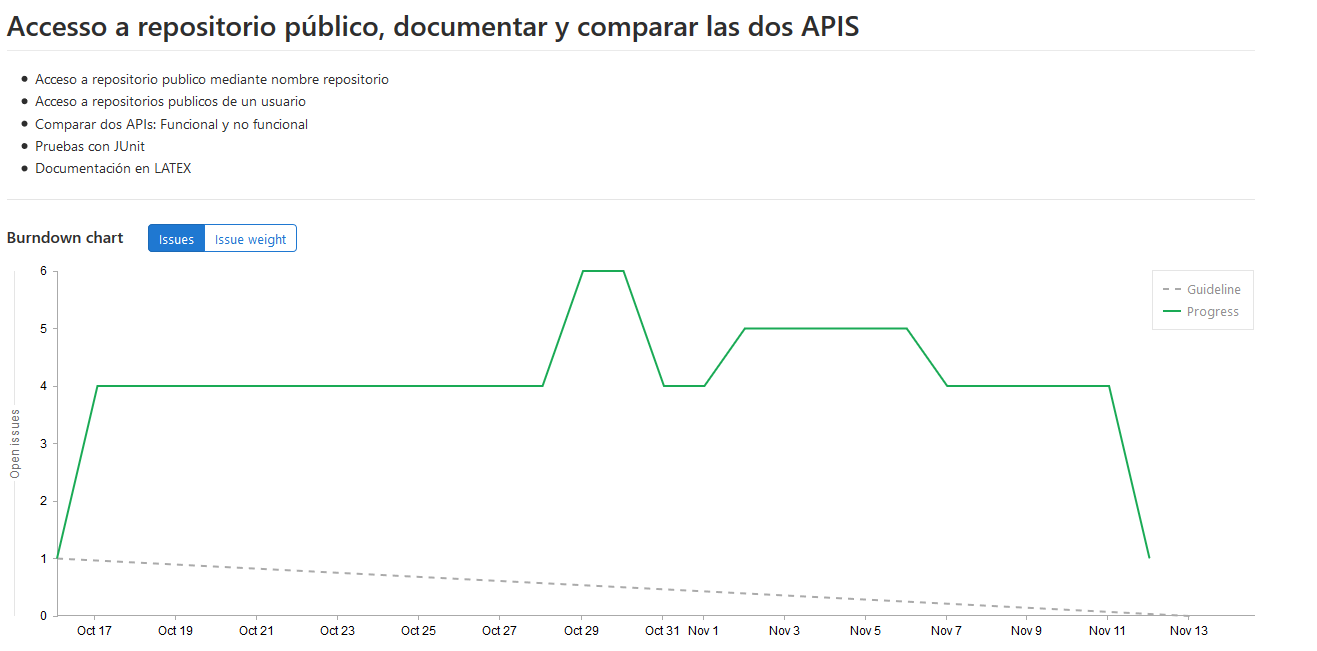 Accesso a repositorio público, documentar y comparar las dos APIS
Acceso a repositorio publico mediante nombre repositorio
Acceso a repositorios publicos de un usuario
Comparar dos APIs: Funcional y no funcional
Pruebas con JUnit
Documentación en LATEX
Burndown chart Issues Issue weight
Guideline
Progress
Open issues
6
5
4
3
2
1
0
Oct 17 Oct 19 Oct 21 Oct 23 Oct 25 Oct 27 Oct 29 Oct 31 Nov 1 Nov 3 Nov 5 Nov 7 Nov 9 Nov 11 Nov 13